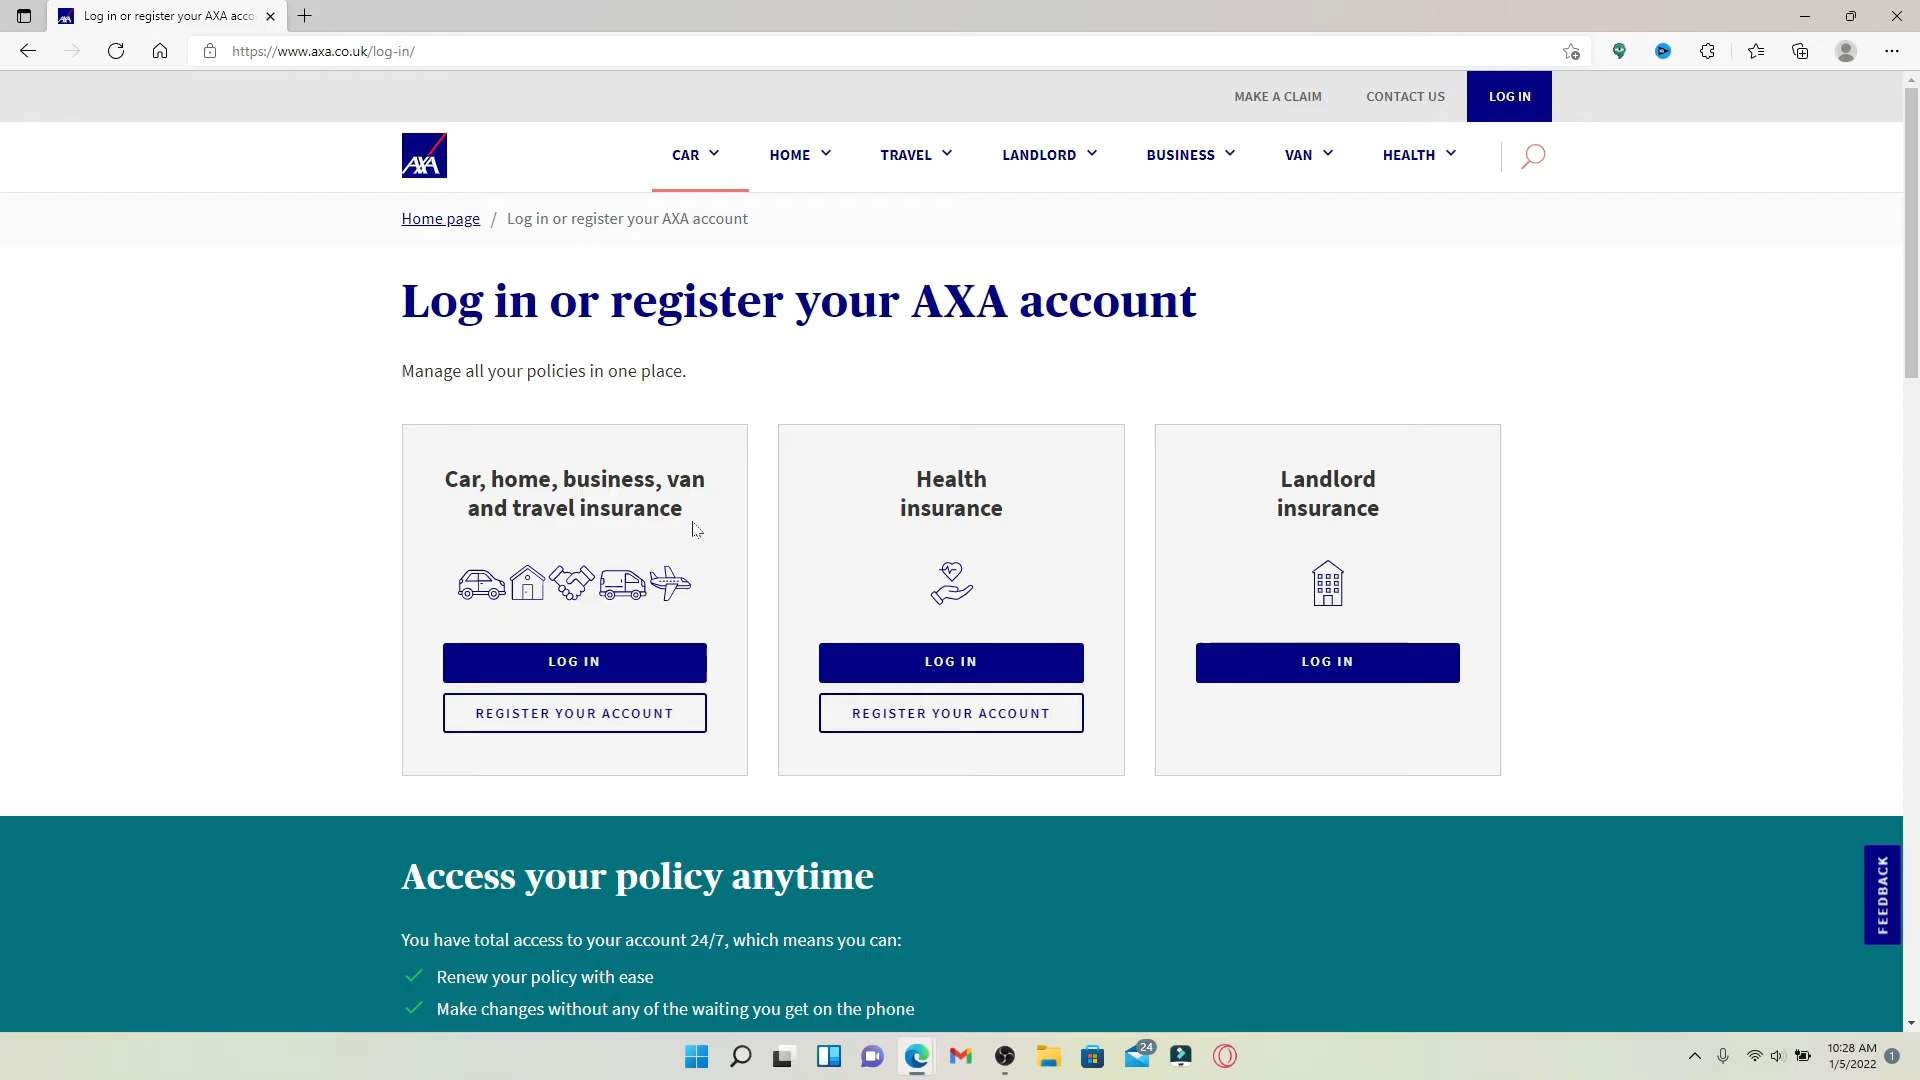 Log in or register your AXA acco
https://www.axa.co.uk/log-in/
MAKE A CLAIM
CONTACT US
LOG IN
AXA
CAR
HOME
TRAVEL
LANDLORD
BUSINESS
VAN
HEALTH
Home page / Log in or register your AXA account
Log in or register your AXA account
Manage all your policies in one place.
Car, home, business, van
and travel insurance
LOG IN
REGISTER YOUR ACCOUNT
Health
insurance
LOG IN
REGISTER YOUR ACCOUNT
Landlord
insurance
LOG IN
Access your policy anytime
You have total access to your account 24/7, which means you can:
Renew your policy with ease
Make changes without any of the waiting you get on the phone
FEEDBACK
24
10:28 AM
1/5/2022
1